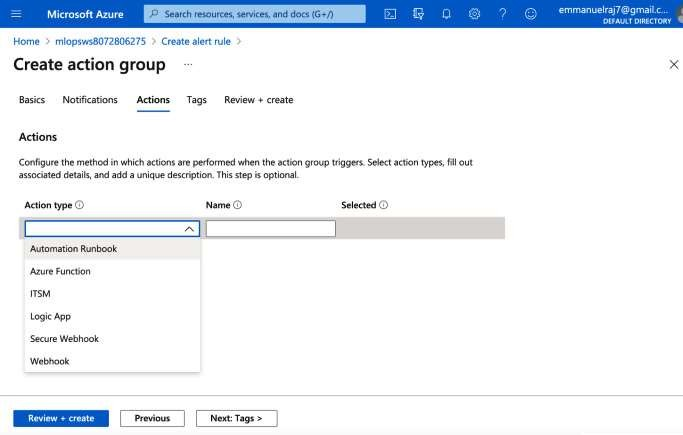 Microsoft Azure
Search resources, services, and docs (G+/)
emmanuelraj7@gmail.c...
DEFAULT DIRECTORY
Home > mlopsws8072806275 > Create alert rule >
Create action group ...
Basics Notifications Actions Tags Review + create
Actions
Configure the method in which actions are performed when the action group triggers. Select action types, fill out
associated details, and add a unique description. This step is optional.
Action type Name Selected
Automation Runbook
Azure Function
ITSM
Logic App
Secure Webhook
Webhook
Review + create Previous Next: Tags >